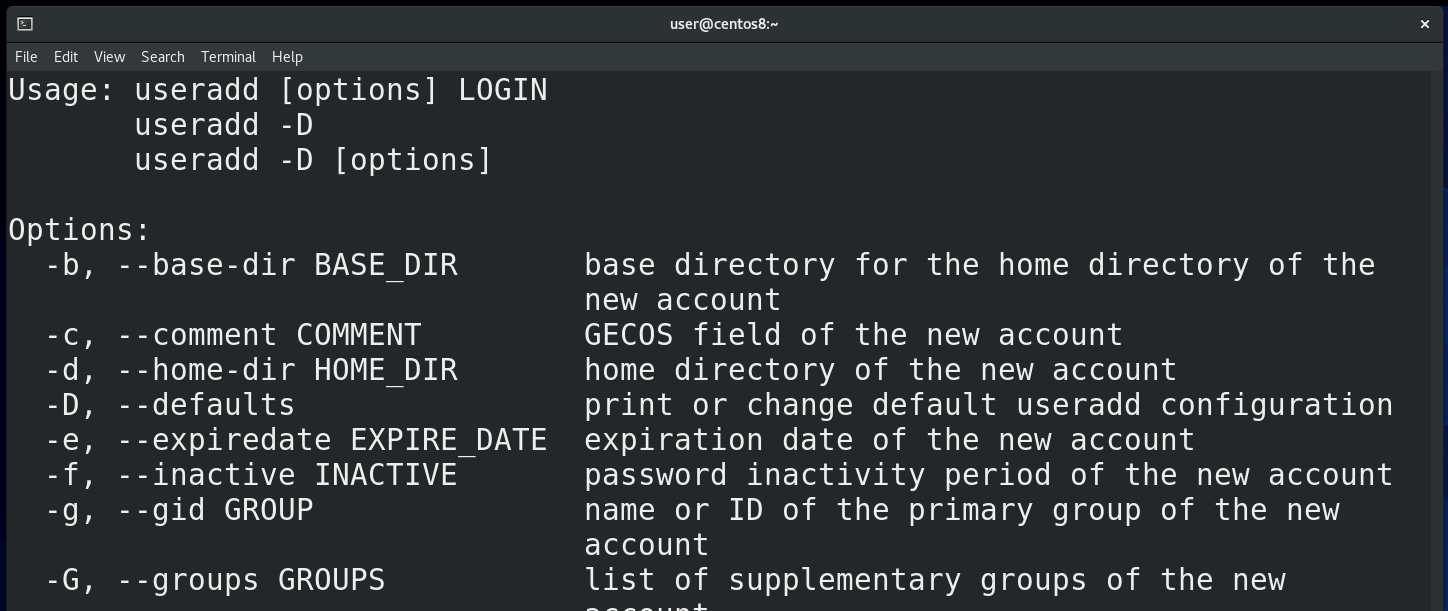 user@centos8:~
File Edit View Search Terminal Help
Usage: useradd [options] LOGIN
       useradd -D
       useradd -D [options]

Options:
  -b, --base-dir BASE_DIR       base directory for the home directory of the
                                new account
  -c, --comment COMMENT         GECOS field of the new account
  -d, --home-dir HOME_DIR       home directory of the new account
  -D, --defaults                print or change default useradd configuration
  -e, --expiredate EXPIRE_DATE  expiration date of the new account
  -f, --inactive INACTIVE       password inactivity period of the new account
  -g, --gid GROUP               name or ID of the primary group of the new
                                account
  -G, --groups GROUPS           list of supplementary groups of the new
                                account